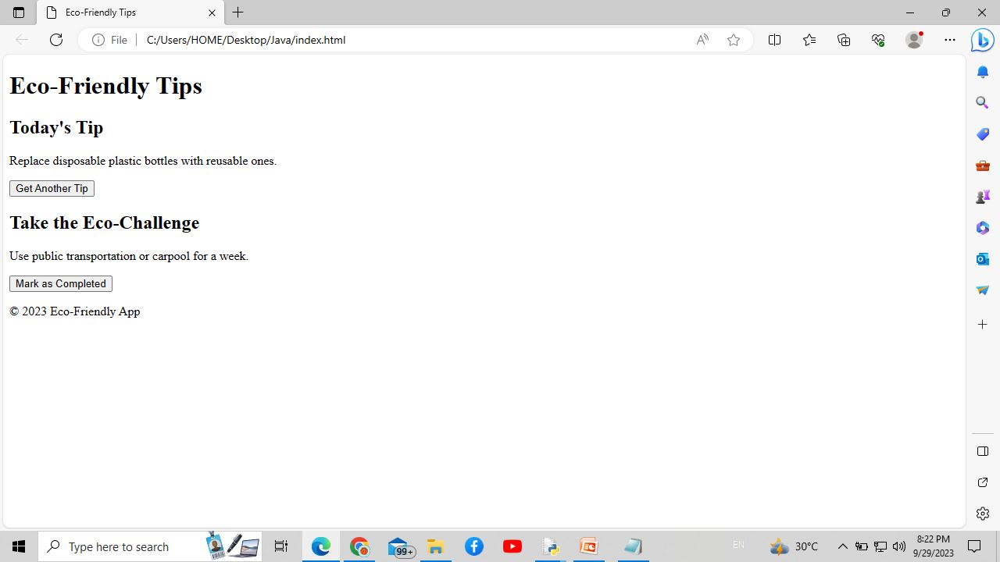 Eco-Friendly Tips
File
C:/Users/HOME/Desktop/Java/index.html
Eco-Friendly Tips
Today's Tip
Replace disposable plastic bottles with reusable ones.
Get Another Tip
Take the Eco-Challenge
Use public transportation or carpool for a week.
Mark as Completed
© 2023 Eco-Friendly App
Type here to search
99+
EN
30°C
8:22 PM
9/29/2023